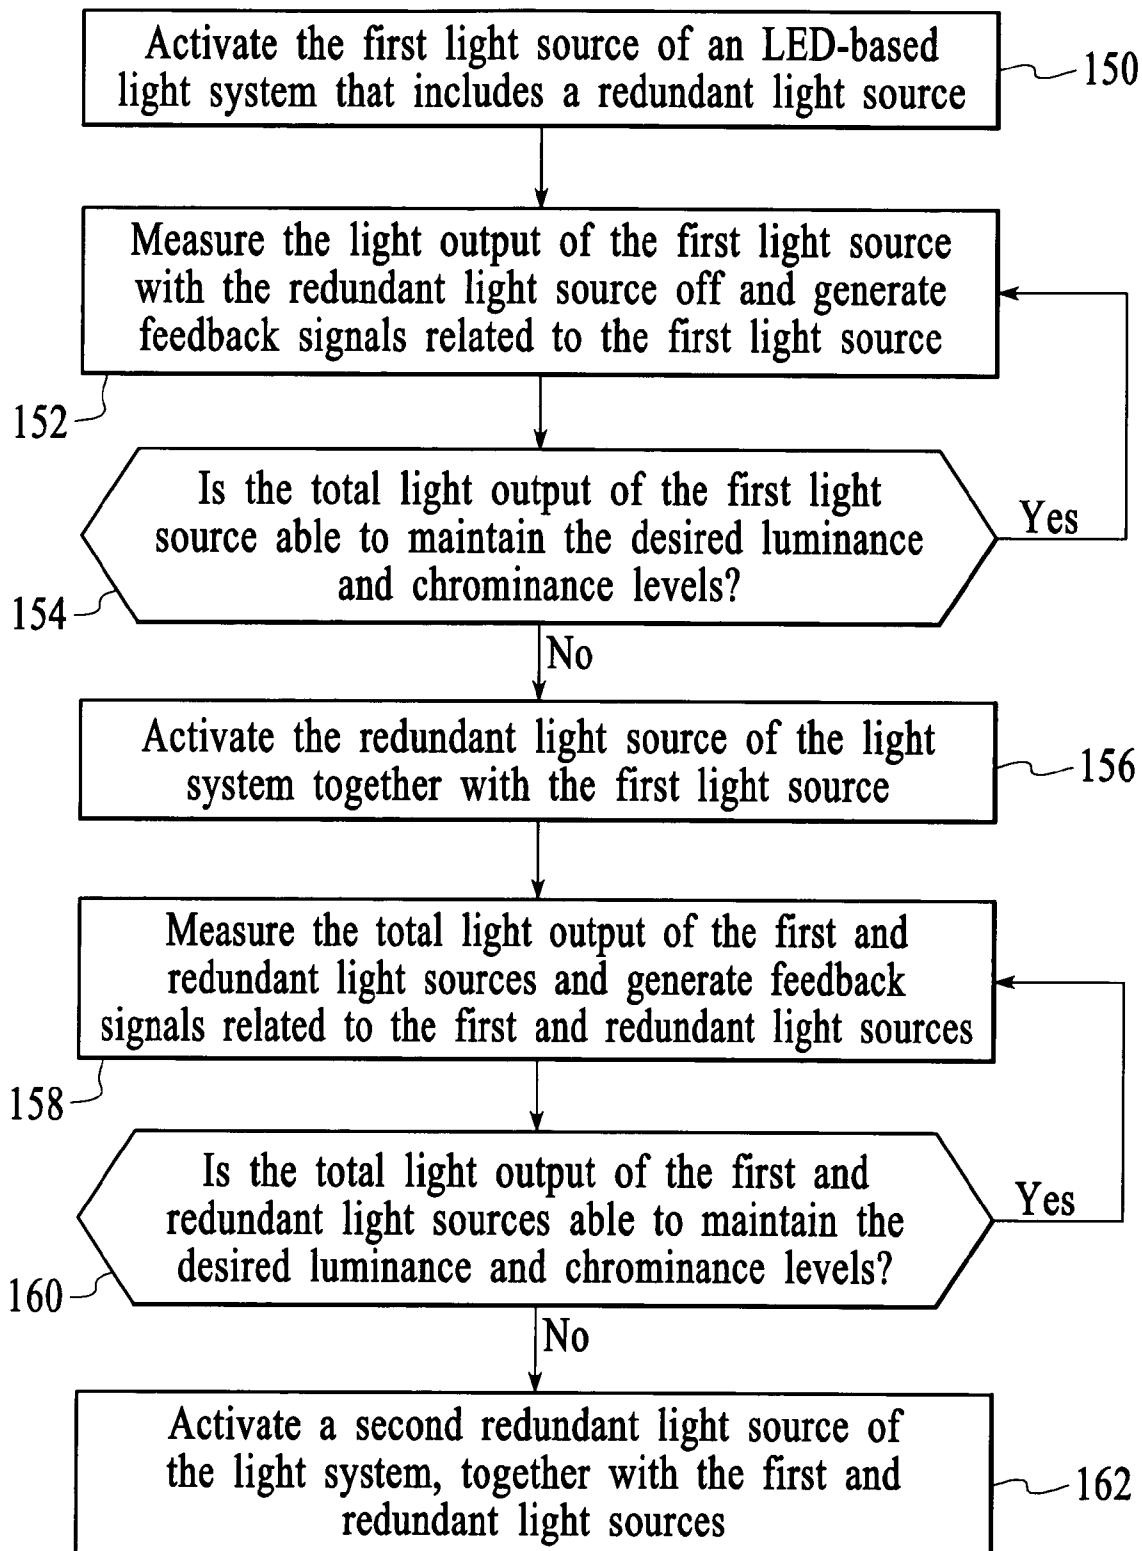 Activate the first light source of an LED-based
light system that includes a redundant light source
150
Measure the light output of the first light source
with the redundant light source off and generate
feedback signals related to the first light source
152
Is the total light output of the first light
source able to maintain the desired luminance
and chrominance levels?
Yes
154
No
Activate the redundant light source of the light
system together with the first light source
156
Measure the total light output of the first and
redundant light sources and generate feedback
signals related to the first and redundant light sources
158
Is the total light output of the first and
redundant light sources able to maintain the
desired luminance and chrominance levels?
Yes
160
No
Activate a second redundant light source of
the light system, together with the first and
redundant light sources
162